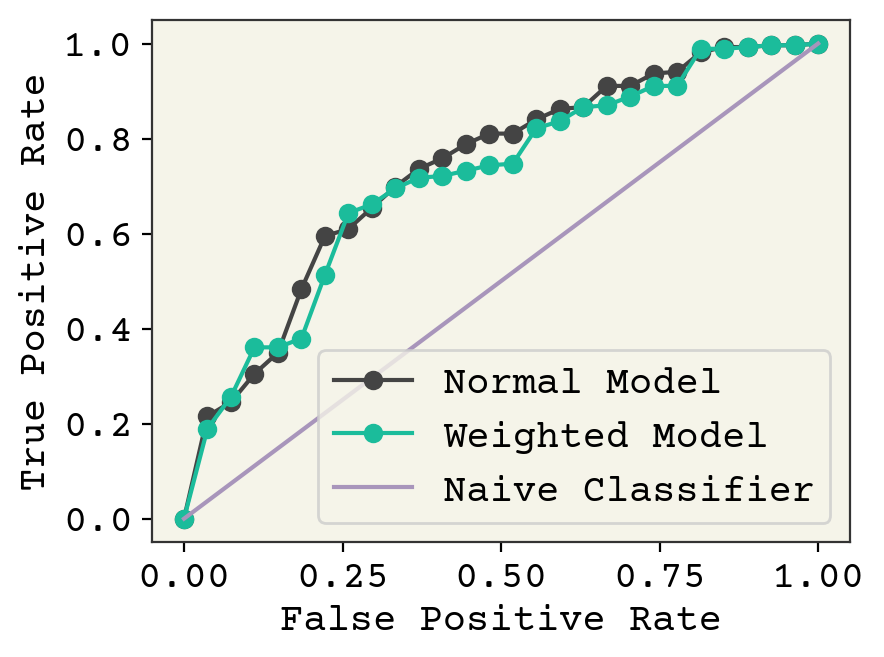 True Positive Rate
1.0
0.8
0.6
0.4
0.2
0.0
Normal Model
Weighted Model
Naive Classifier
0.00 0.25 0.50 0.75 1.00
False Positive Rate